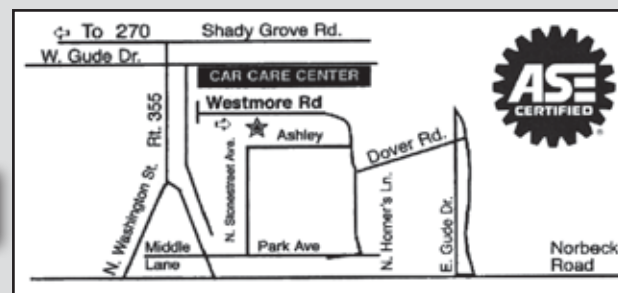 To 270
Shady Grove Rd.
W. Gude Dr.
CAR CARE CENTER
Westmore Rd
Rt. 355
N. Stonestreet Ave.
Ashley
Dover Rd.
N. Washington St.
Middle
Lane
Park Ave
N. Horner's Ln.
E. Gude Dr.
Norbeck
Road
ASE
CERTIFIED